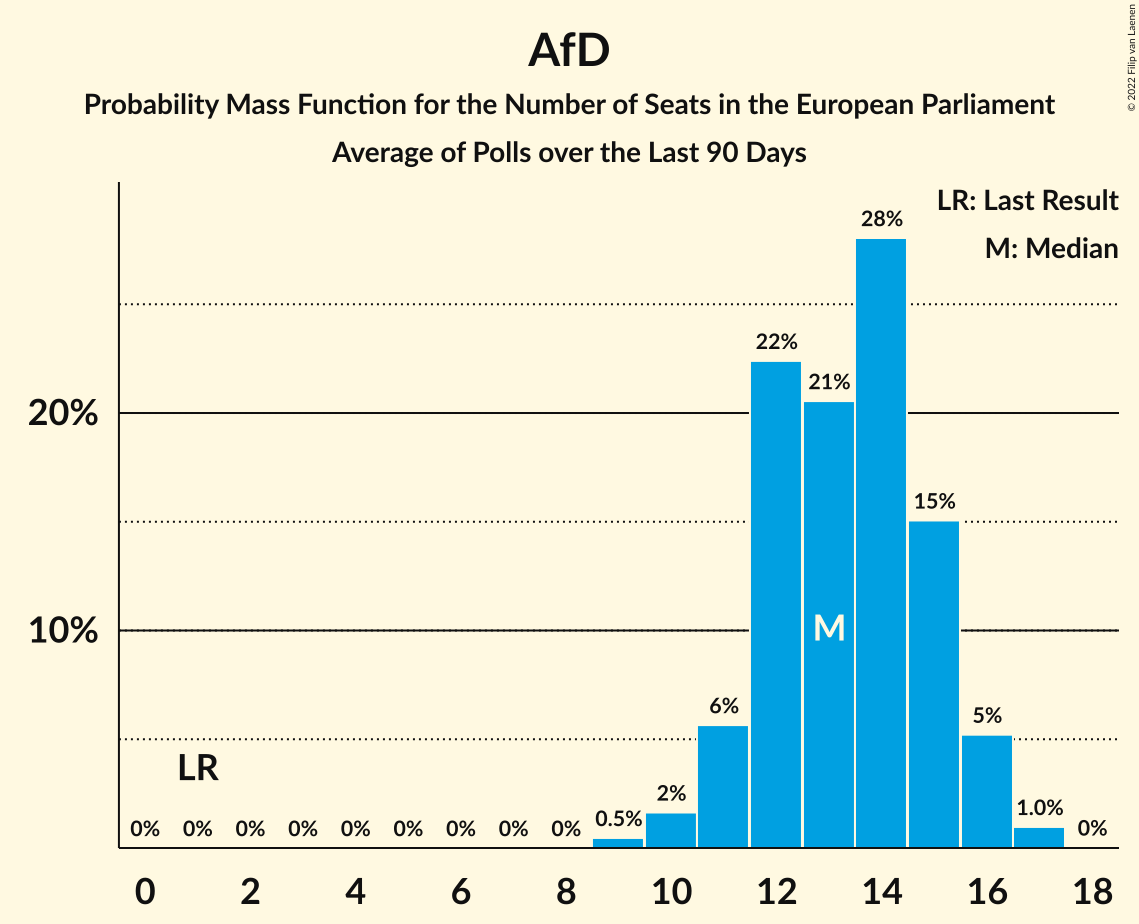 AfD
Probability Mass Function for the Number of Seats in the European Parliament
Average of Polls over the Last 90 Days
© 2022 Filip van Laenen
LR: Last Result
M: Median
28%
22%
21%
20%
15%
10%
M
6%
5%
LR
2%
1.0%
0.5%
0% 0% 0% 0% 0% 0% 0% 0% 0% 0%
0 2 4 6 8 10 12 14 16 18